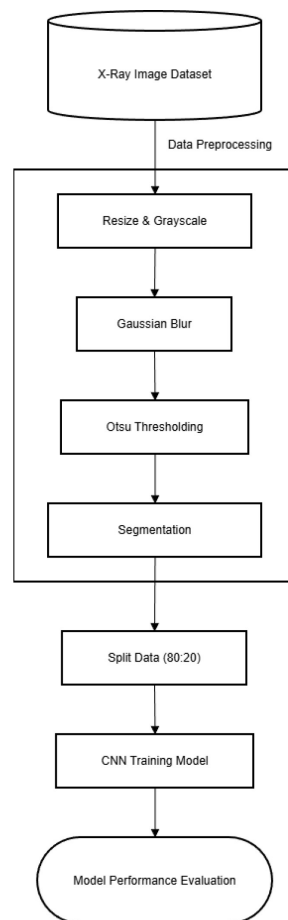 X-Ray Image Dataset
Data Preprocessing
Resize & Grayscale
Gaussian Blur
Otsu Thresholding
Segmentation
Split Data (80:20)
CNN Training Model
Model Performance Evaluation